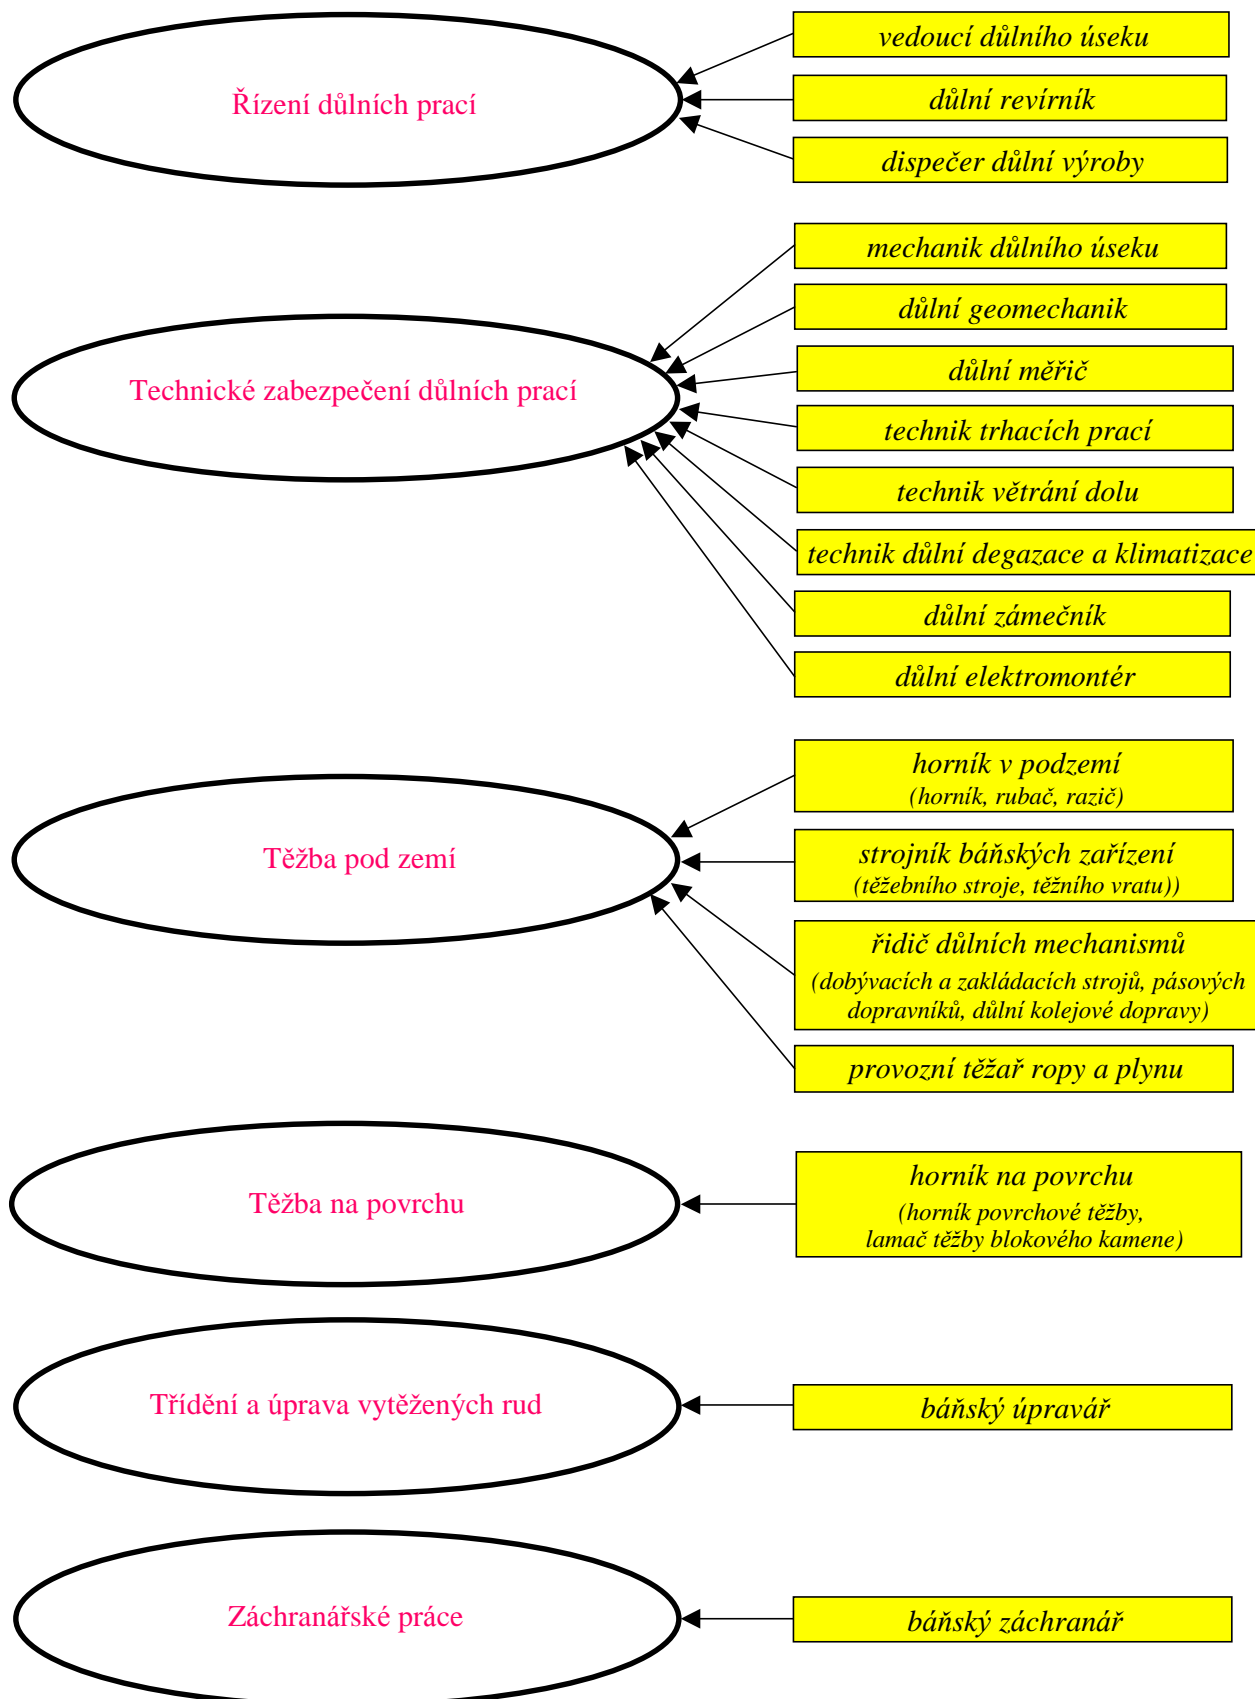 Řízení důlních prací
vedoucí důlního úseku
důlní revírník
dispečer důlní výroby
Technické zabezpečení důlních prací
mechanik důlního úseku
důlní geomechanik
důlní měřič
technik trhacích prací
technik větrání dolu
technik důlní degazace a klimatizace
důlní zámečník
důlní elektromontér
Těžba pod zemí
horník v podzemí
(horník, rubač, razič)
strojník báňských zařízení
(těžebního stroje, těžního vratu))
řidič důlních mechanismů
(dobývacích a zakládacích strojů, pásových
dopravníků, důlní kolejové dopravy)
provozní těžař ropy a plynu
Těžba na povrchu
horník na povrchu
(horník povrchové těžby,
lamač těžby blokového kamene)
Třídění a úprava vytěžených rud
báňský úpravář
Záchranářské práce
báňský záchranář